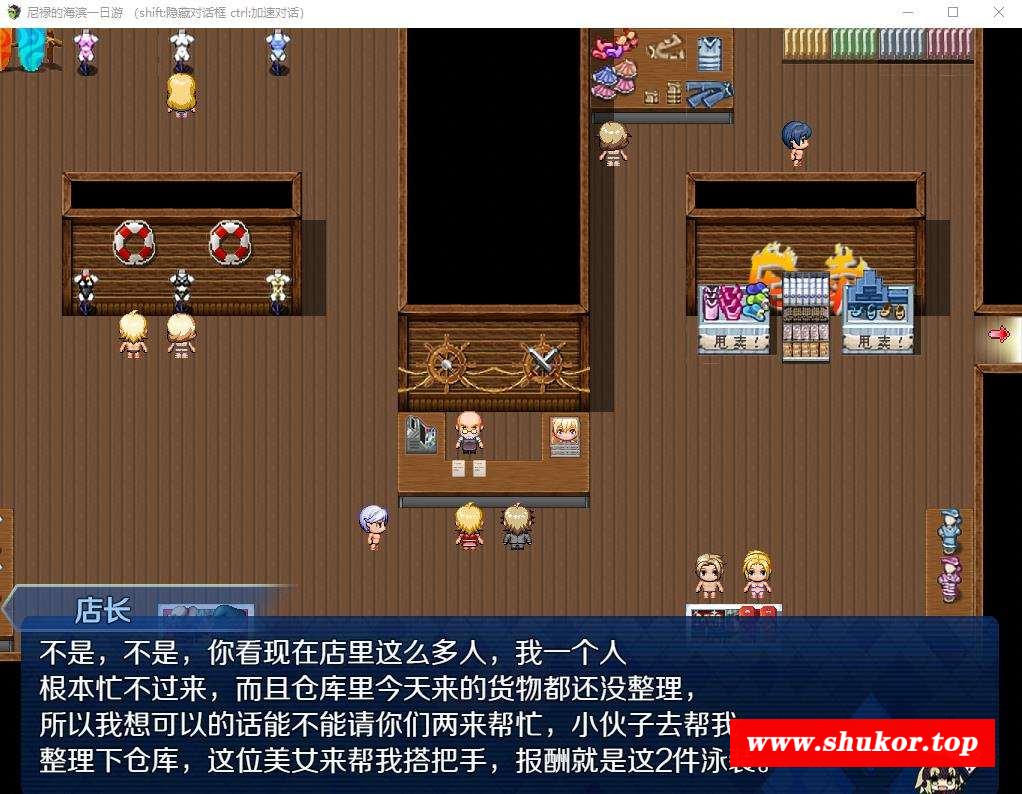 尼禄的海滨一日游 （shift:隐藏对话框 ctrl:加速对话）
甩卖！
甩卖！
店长
不是，不是，你看现在店里这么多人，我一个人
根本忙不过来，而且仓库里今天来的货物都还没整理，
所以我想可以的话能不能请你们两来帮忙，小伙子去帮我
整理下仓库，这位美女来帮我搭把手，报酬就是这2件泳装。
www.shukor.top